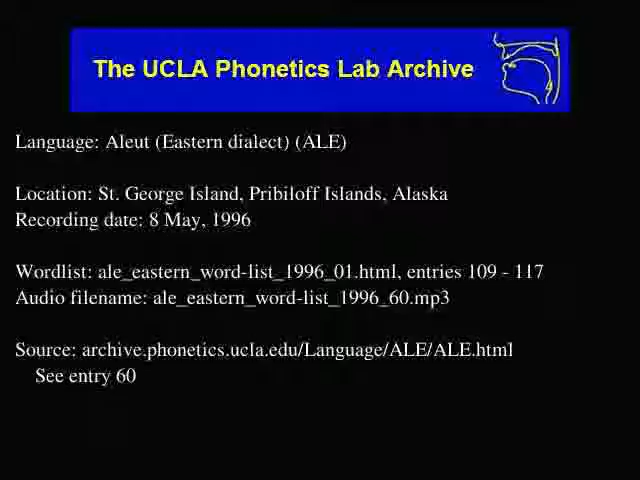 The UCLA Phonetics Lab Archive
Language: Aleut (Eastern dialect) (ALE)
Location: St. George Island, Pribiloff Islands, Alaska
Recording date: 8 May, 1996
Wordlist: ale_eastern_word-list_1996_01.html, entries 109 - 117
Audio filename: ale_eastern_word-list_1996_60.mp3
Source: archive.phonetics.ucla.edu/Language/ALE/ALE.html
See entry 60